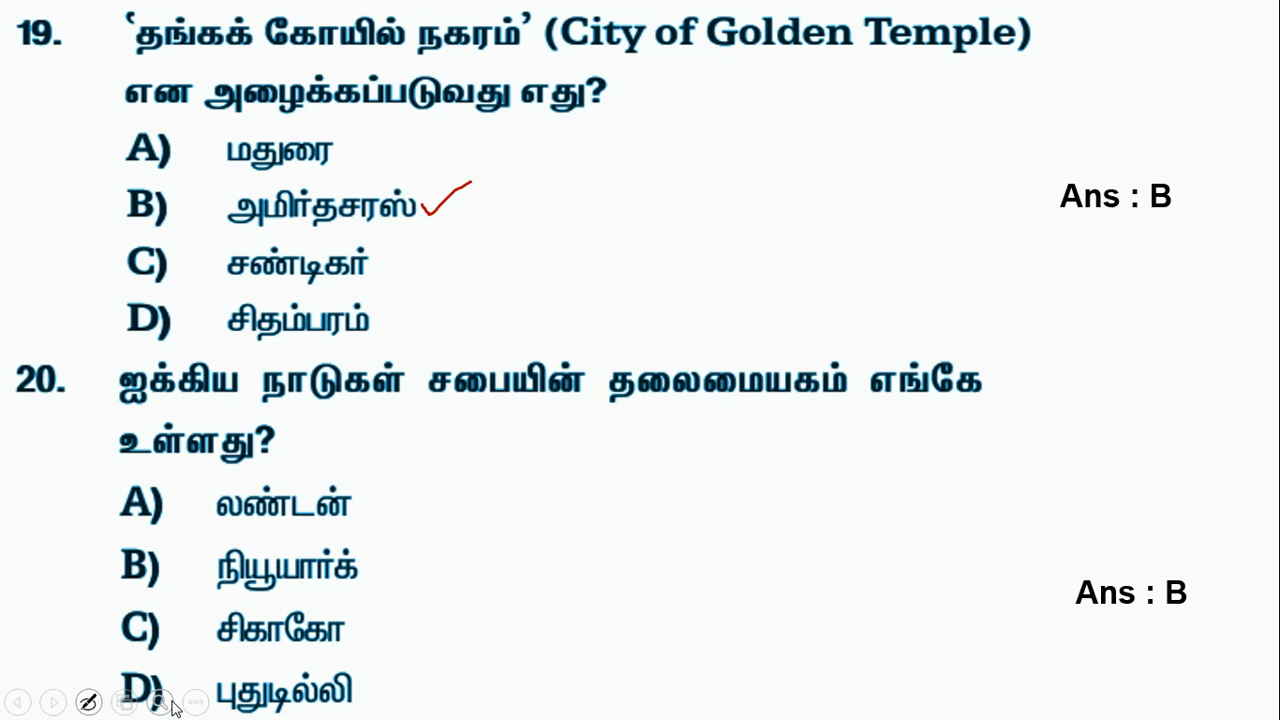 19. ‘தங்கக் கோயில் நகரம்’ (City of Golden Temple)
என அழைக்கப்படுவது எது?
A) மதுரை
B) அமிர்தசரஸ்
Ans : B
C) சண்டிகர்
D) சிதம்பரம்
20. ஐக்கிய நாடுகள் சபையின் தலைமையகம் எங்கே
உள்ளது?
A) லண்டன்
B) நியூயார்க்
Ans : B
C) சிகாகோ
D) புதுடில்லி